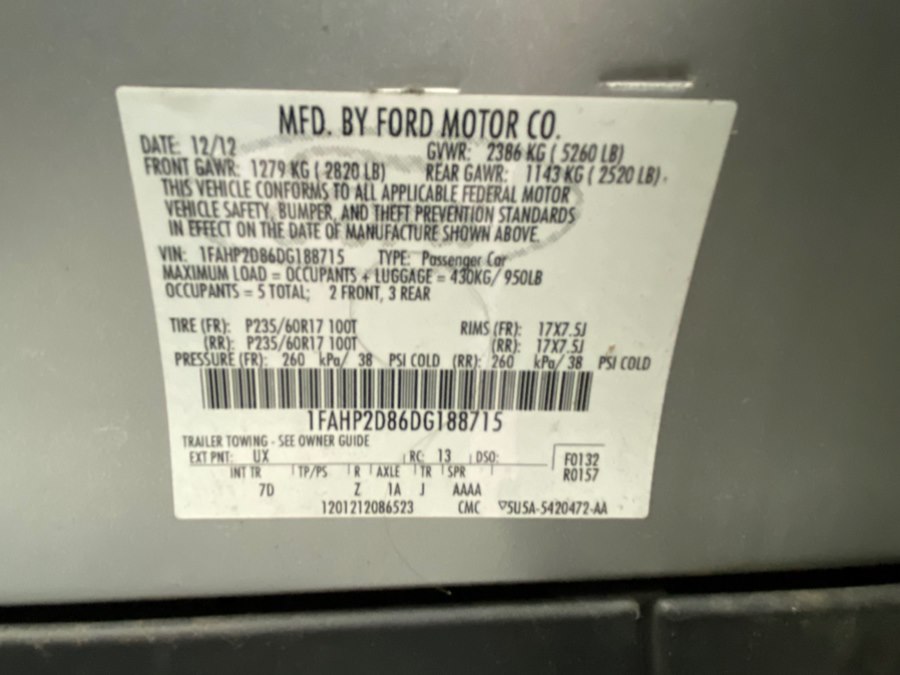 MFD. BY FORD MOTOR CO.
DATE: 12/12 GVWR: 2386 KG ( 5260 LB)
FRONT GAWR: 1279 KG ( 2820 LB) REAR GAWR: 1143 KG ( 2520 LB).
THIS VEHICLE CONFORMS TO ALL APPLICABLE FEDERAL MOTOR
VEHICLE SAFETY, BUMPER, AND THEFT PREVENTION STANDARDS
IN EFFECT ON THE DATE OF MANUFACTURE SHOWN ABOVE.
VIN: 1FAHP2D86DG188715 TYPE: Passenger Car
MAXIMUM LOAD = OCCUPANTS + LUGGAGE = 430KG/ 950LB
OCCUPANTS = 5 TOTAL; 2 FRONT, 3 REAR
TIRE (FR): P235/60R17 100T RIMS (FR): 17X7.5J
(RR): P235/60R17 100T (RR): 17X7.5J
PRESSURE (FR): 260 kPa/ 38 PSI COLD (RR): 260 kPa/ 38 PSI COLD
1FAHP2D86DG188715
TRAILER TOWING - SEE OWNER GUIDE
EXT PNT: UX RC: 13 DSO: F0132
INT TR TP/PS R AXLE TR SPR R0157
7D Z 1A J AAAA
1201212086523 CMC ▽5U5A-5420472-AA